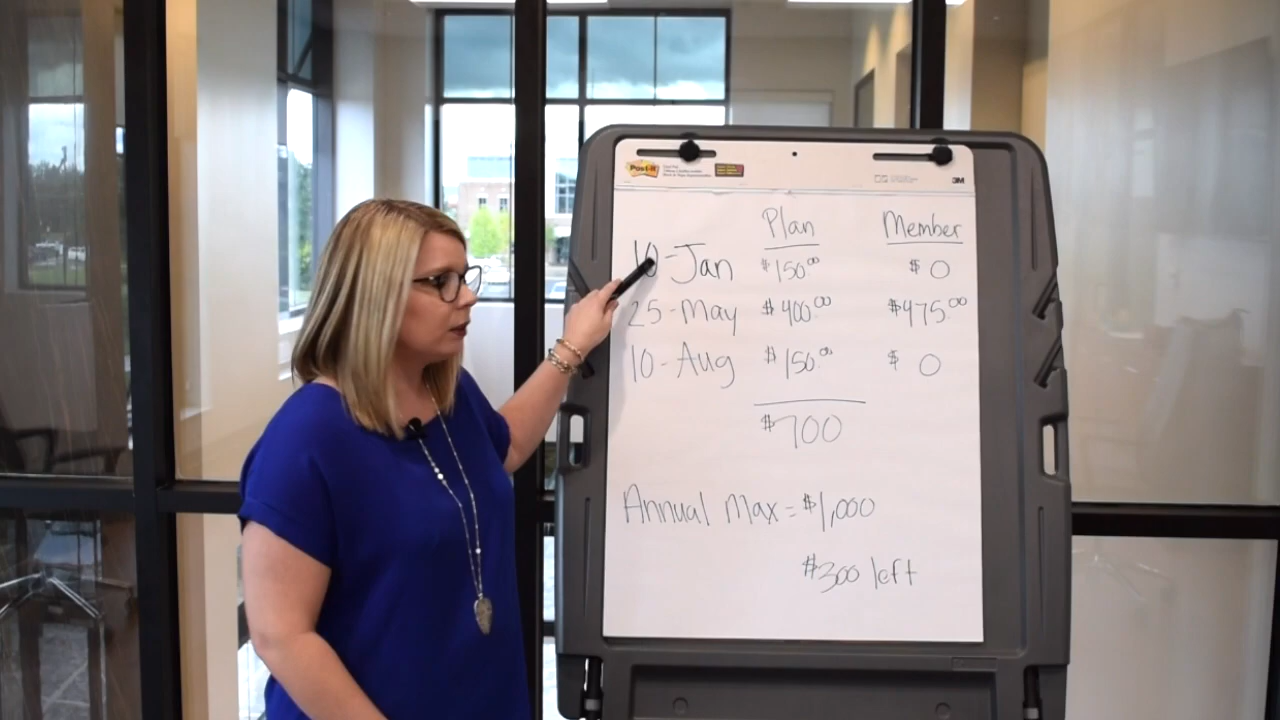 Post-it
3M
Plan Member
10-Jan $150.00 $0
25-May $400.00 $475.00
10-Aug $150.00 $0
$700
Annual Max = $1,000
$300 left